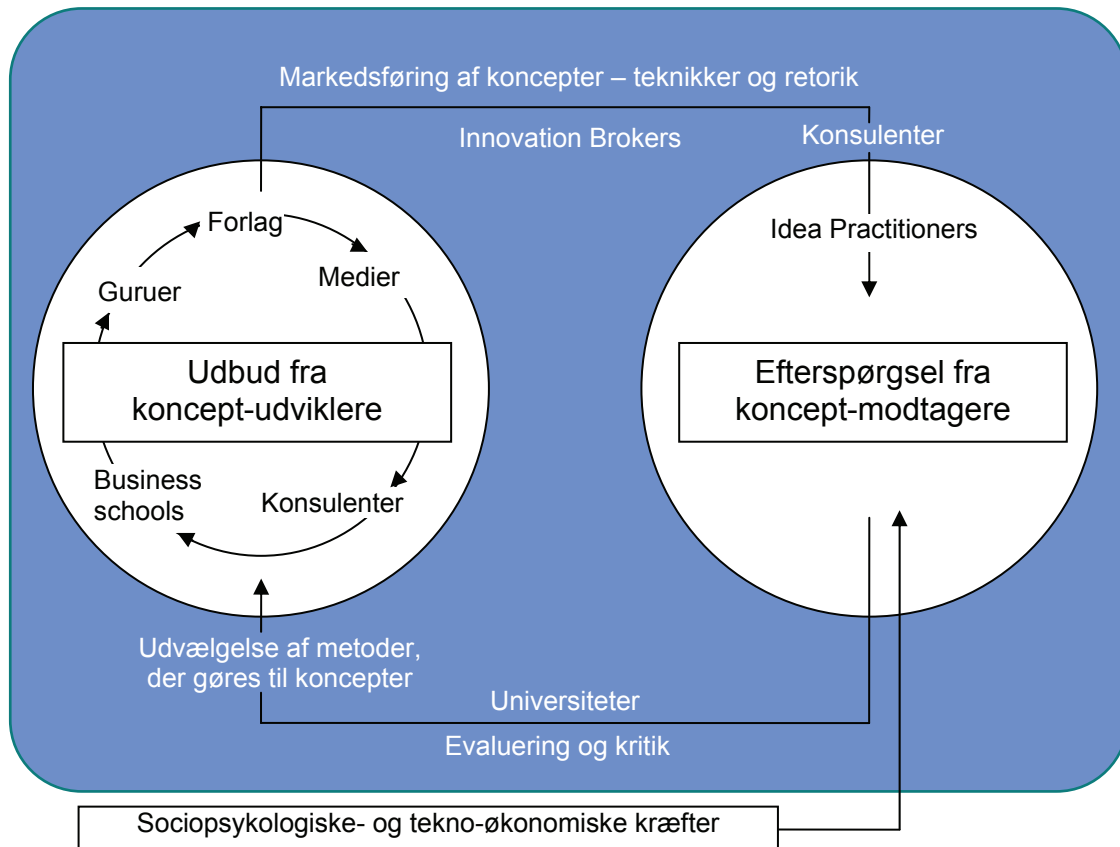 Markedsføring af koncepter – teknikker og retorik
Innovation Brokers
Konsulenter
Forlag
Medier
Guruer
Idea Practitioners
Udbud fra
koncept-udviklere
Efterspørgsel fra
koncept-modtagere
Business
schools
Konsulenter
Udvælgelse af metoder,
der gøres til koncepter
Universiteter
Evaluering og kritik
Sociopsykologiske- og tekno-økonomiske kræfter